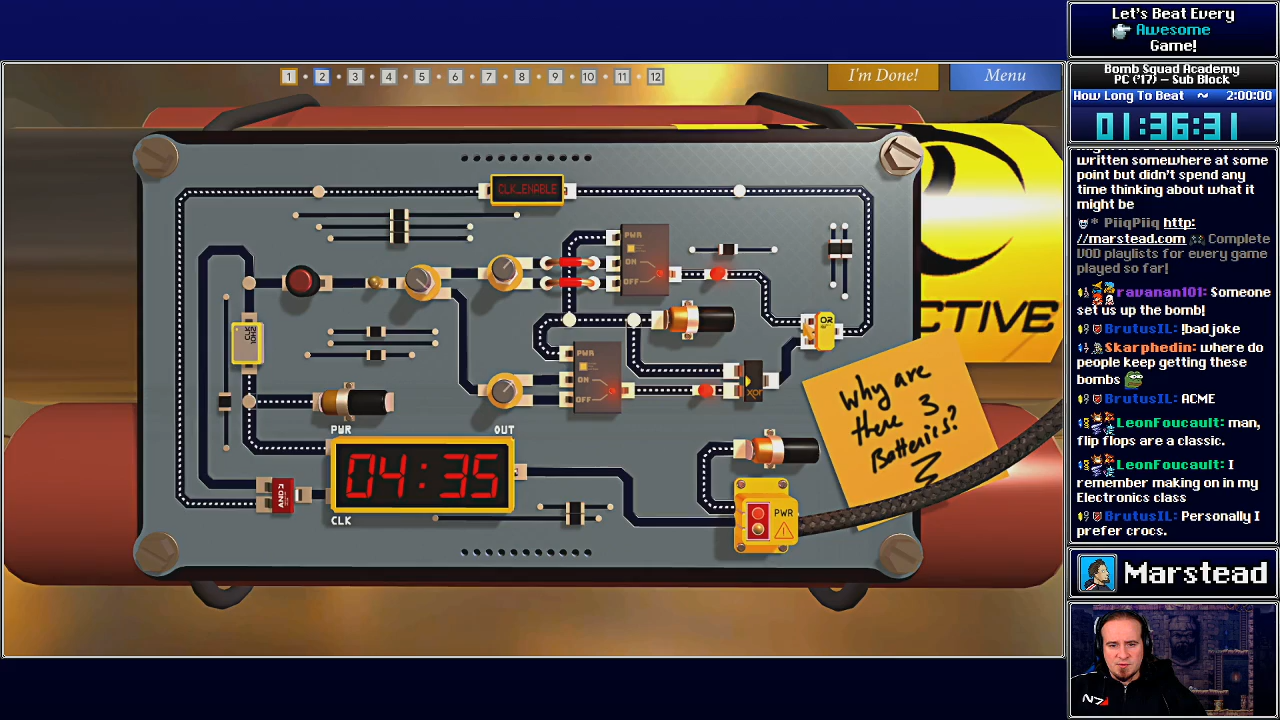 1 2 3 4 5 6 7 8 9 10 11 12
I'm Done!
Menu
CLK_ENABLE
PWR
ON
OFF
OR
PWR
ON
OFF
XOR
CTIVE
Why are
there 3
Batteries?
PWR
OUT
04:35
AND
CLK
PWR
Let's Beat Every
Awesome
Game!
Bomb Squad Academy
PC ('17) – Sub Block
How Long To Beat ~ 2:00:00
01:36:31
written somewhere at some
point but didn't spend any
time thinking about what it
might be
PiiqPiiq http:
//marstead.com Complete
VOD playlists for every game
played so far!
ravanan101: Someone
set us up the bomb!
BrutusIL: !bad joke
Skarphedin: where do
people keep getting these
bombs
BrutusIL: ACME
LeonFoucault: man,
flip flops are a classic.
LeonFoucault: I
remember making on in my
Electronics class
BrutusIL: Personally I
prefer crocs.
Marstead
N7